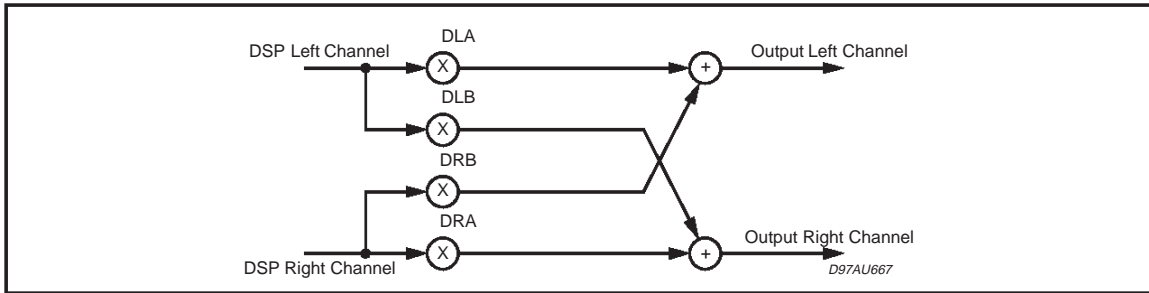 DLA
DSP Left Channel
Output Left Channel
X
+
DLB
X
DRB
X
DRA
Output Right Channel
X
+
DSP Right Channel
D97AU667